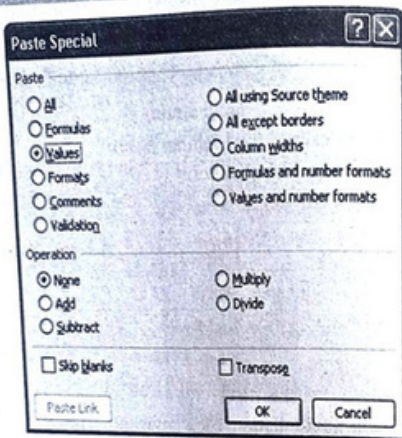 Paste Special
Paste
All
Formulas
Values
Formats
Comments
Validation
All using Source theme
All except borders
Column widths
Formulas and number formats
Values and number formats
Operation
None
Add
Subtract
Multiply
Divide
Skip blanks
Transpose
Paste Link
OK
Cancel